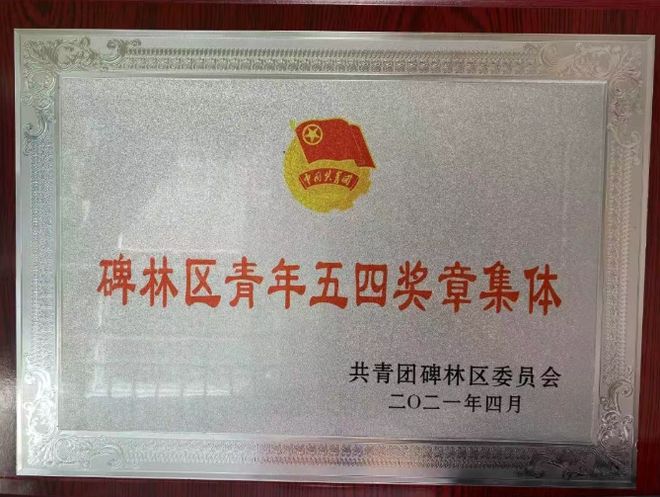 中国共青团
碑林区青年五四奖章集体
共青团碑林区委员会
二〇二一年四月